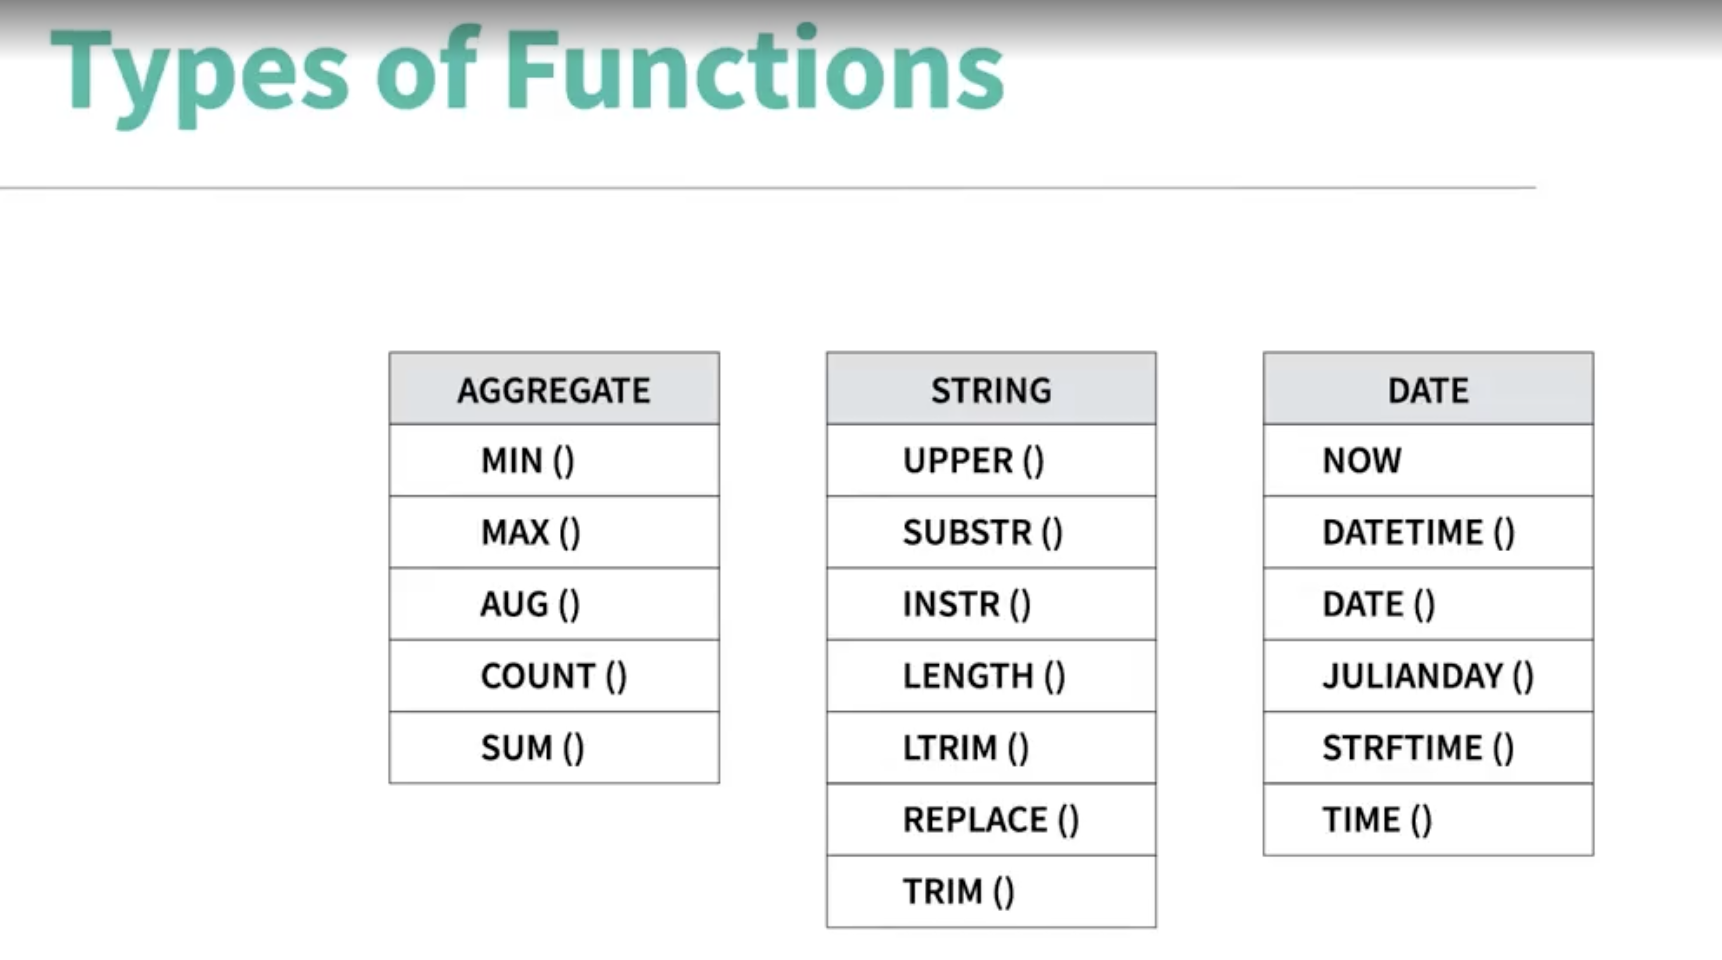 Types of Functions
AGGREGATE
MIN ()
MAX ()
AUG ()
COUNT ()
SUM ()
STRING
UPPER ()
SUBSTR ()
INSTR ()
LENGTH ()
LTRIM ()
REPLACE ()
TRIM ()
DATE
NOW
DATETIME ()
DATE ()
JULIANDAY ()
STRFTIME ()
TIME ()